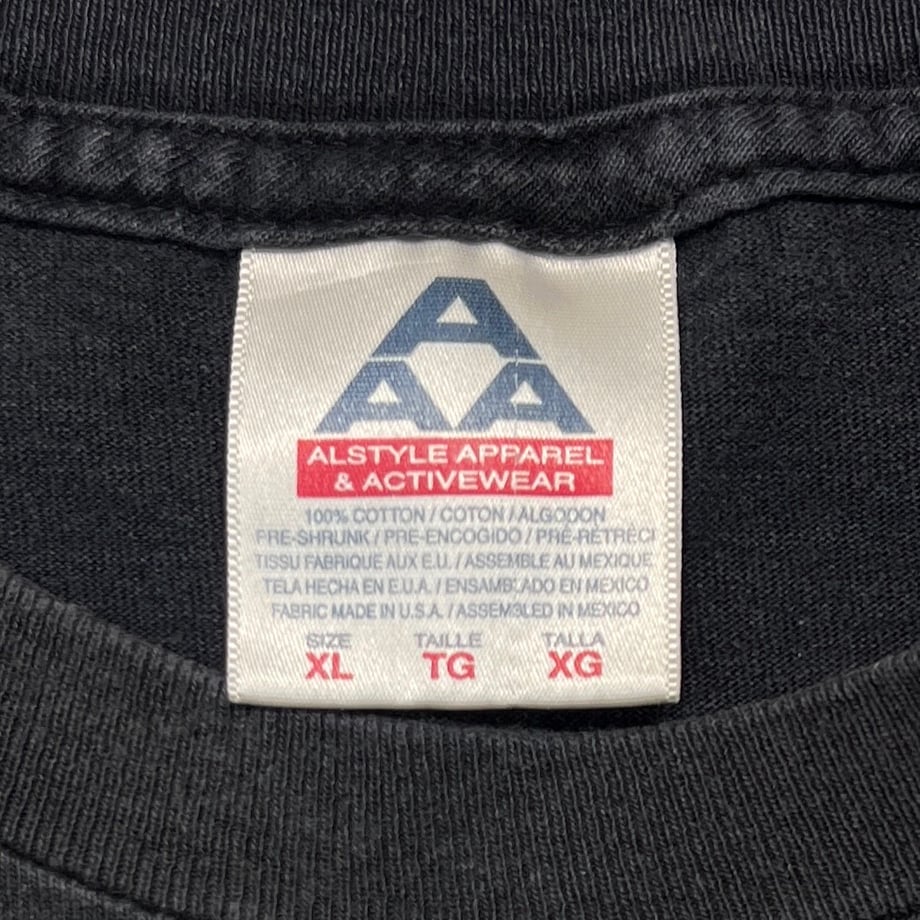 A
AA
ALSTYLE APPAREL
& ACTIVEWEAR
100% COTTON / COTON / ALGODON
PRE-SHRUNK / PRE-ENCOGIDO / PRÉ-RÉTRÉCI
TISSU FABRIQUE AUX E.U. / ASSEMBLE AU MEXIQUE
TELA HECHA EN E.U.A. / ENSAMBLADO EN MEXICO
FABRIC MADE IN U.S.A. / ASSEMBLED IN MEXICO
SIZE TAILLE TALLA
XL TG XG